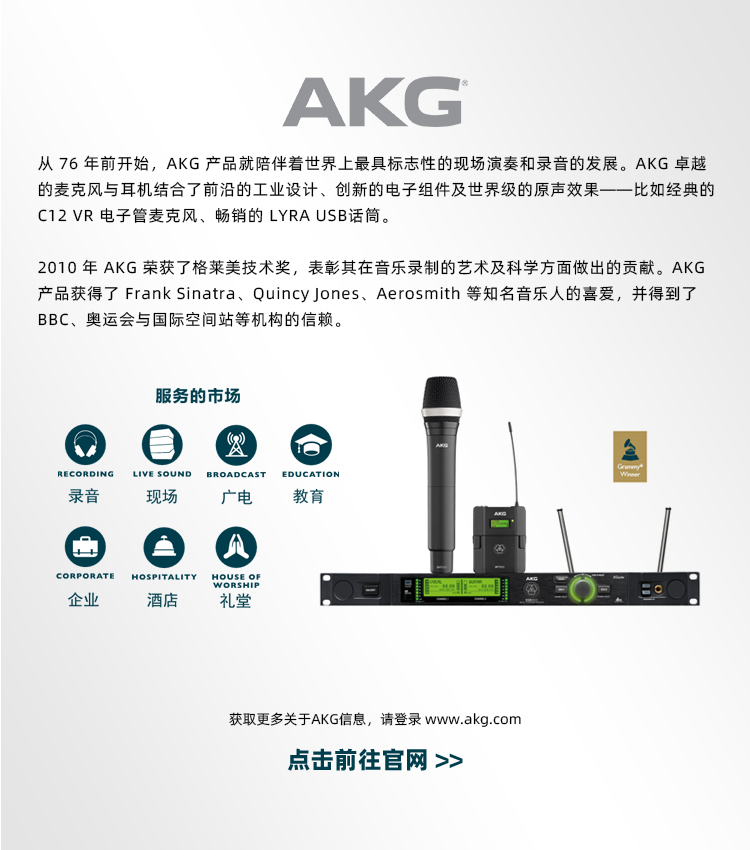 AKG®
从 76 年前开始，AKG 产品就陪伴着世界上最具标志性的现场演奏和录音的发展。AKG 卓越
的麦克风与耳机结合了前沿的工业设计、创新的电子组件及世界级的原声效果——比如经典的
C12 VR 电子管麦克风、畅销的 LYRA USB话筒。
2010 年 AKG 荣获了格莱美技术奖，表彰其在音乐录制的艺术及科学方面做出的贡献。AKG
产品获得了 Frank Sinatra、Quincy Jones、Aerosmith 等知名音乐人的喜爱，并得到了
BBC、奥运会与国际空间站等机构的信赖。
服务的市场
RECORDING LIVE SOUND BROADCAST EDUCATION
录音 现场 广电 教育
CORPORATE HOSPITALITY HOUSE OF
WORSHIP
企业 酒店 礼堂
AKG
AKG
Grammy®
Winner
AKG
获取更多关于AKG信息，请登录 www.akg.com
点击前往官网 >>